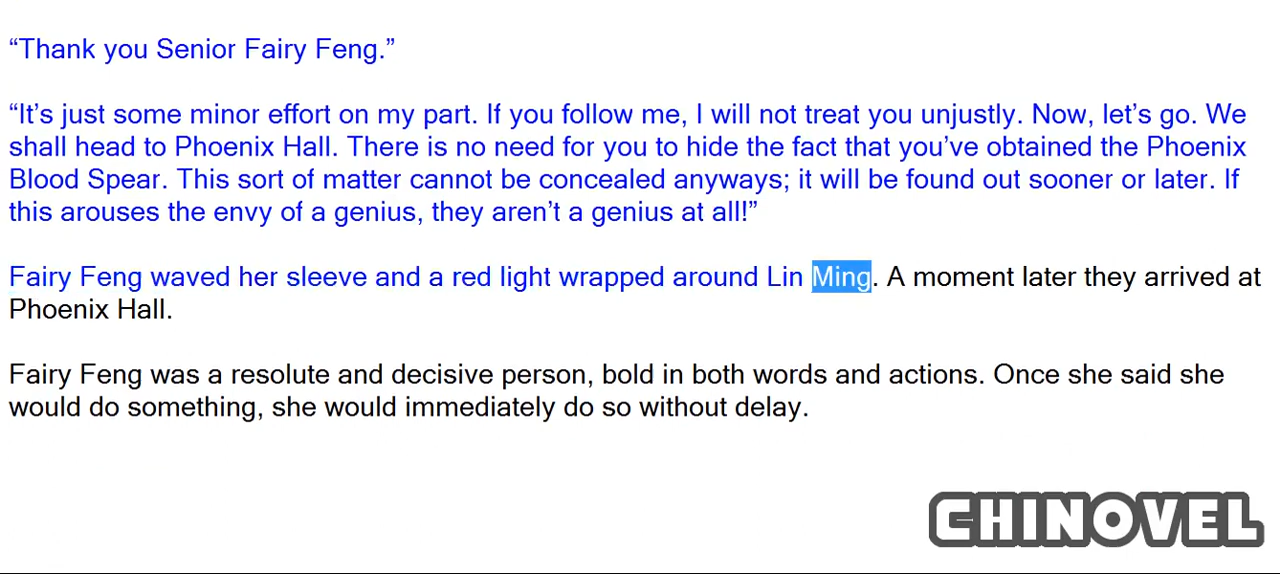 “Thank you Senior Fairy Feng.”
“It’s just some minor effort on my part. If you follow me, I will not treat you unjustly. Now, let’s go. We
shall head to Phoenix Hall. There is no need for you to hide the fact that you’ve obtained the Phoenix
Blood Spear. This sort of matter cannot be concealed anyways; it will be found out sooner or later. If
this arouses the envy of a genius, they aren’t a genius at all!”
Fairy Feng waved her sleeve and a red light wrapped around Lin Ming. A moment later they arrived at
Phoenix Hall.
Fairy Feng was a resolute and decisive person, bold in both words and actions. Once she said she
would do something, she would immediately do so without delay.
CHINOVEL